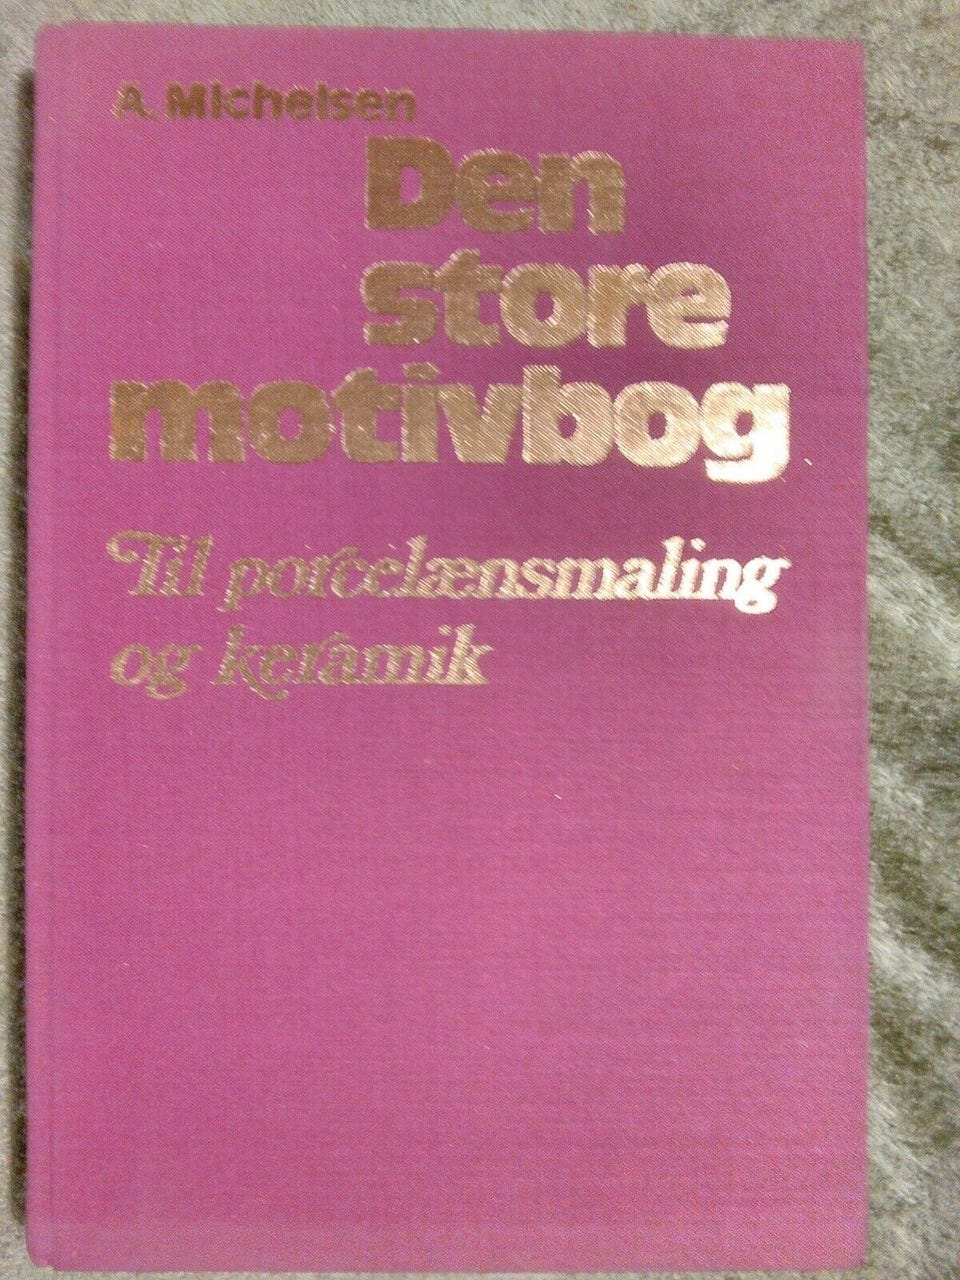 A. Michelsen
Den
store
motivbog
Til porcelænsmaling
og keramik